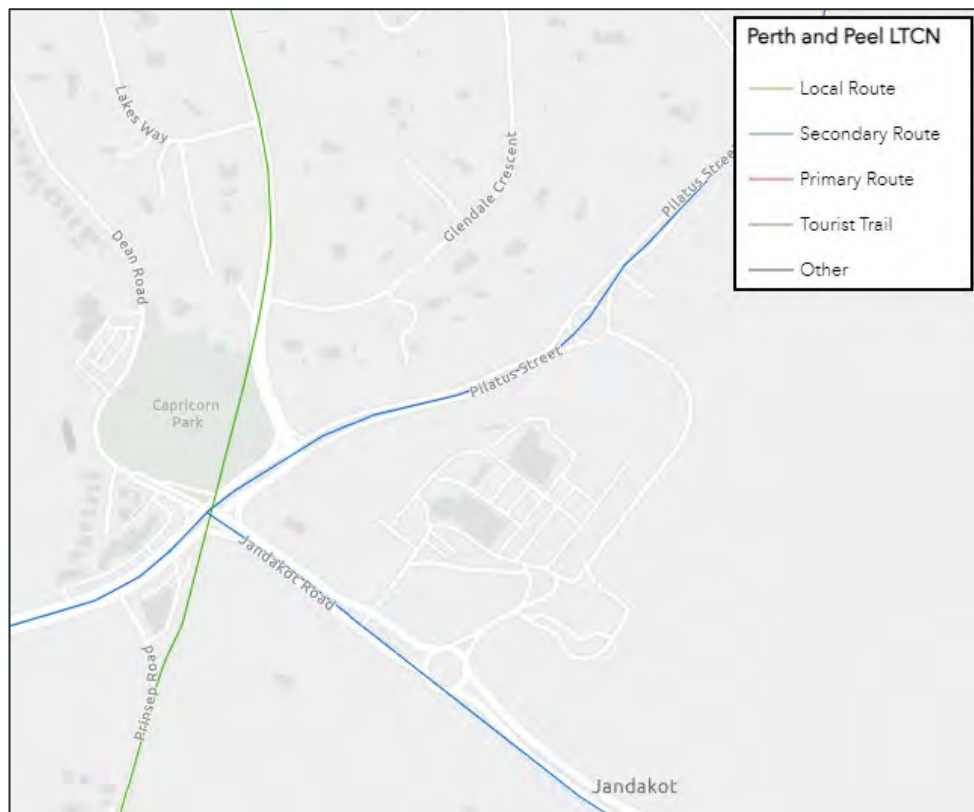 Perth and Peel LTCN
Local Route
Secondary Route
Primary Route
Tourist Trail
Other
Lakes Way
Glendale Crescent
Pilatus Street
Dean Road
Pilatus Street
Capricorn
Park
Jandakot Road
Prinsep Road
Jandakot